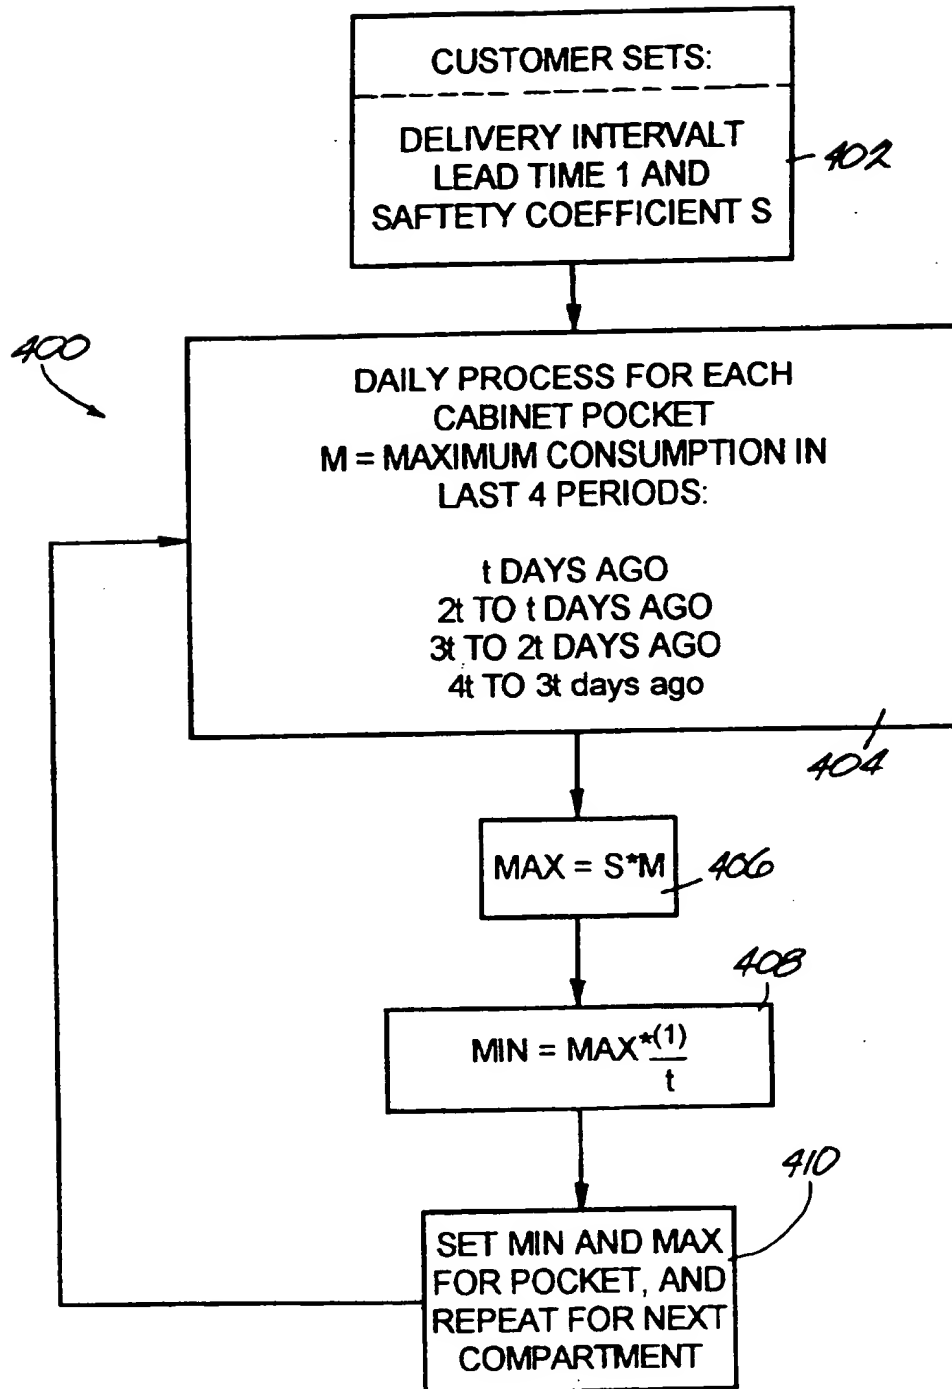 CUSTOMER SETS:
DELIVERY INTERVALT
LEAD TIME 1 AND
SAFTETY COEFFICIENT S
402
400
DAILY PROCESS FOR EACH
CABINET POCKET
M = MAXIMUM CONSUMPTION IN
LAST 4 PERIODS:
t DAYS AGO
2t TO t DAYS AGO
3t TO 2t DAYS AGO
4t TO 3t days ago
404
MAX = S*M
406
408
MIN = MAX*(1)
t
410
SET MIN AND MAX
FOR POCKET, AND
REPEAT FOR NEXT
COMPARTMENT